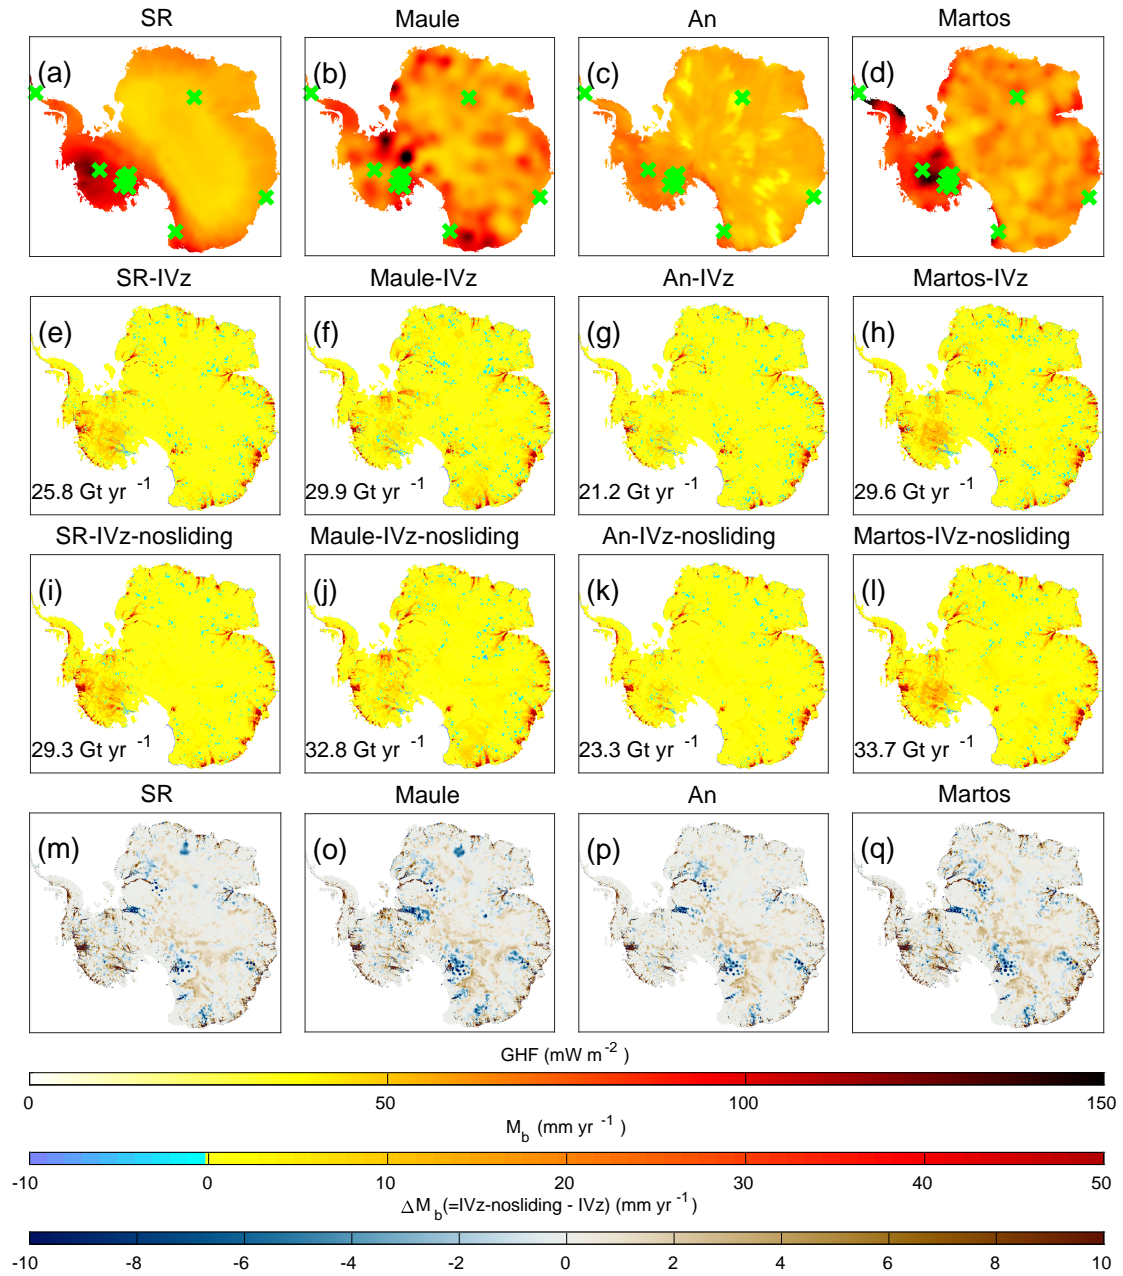 SR Maule An Martos
(a) (b) (c) (d)
SR-IVz Maule-IVz An-IVz Martos-IVz
(e) (f) (g) (h)
25.8 Gt yr -1 29.9 Gt yr -1 21.2 Gt yr -1 29.6 Gt yr -1
SR-IVz-nosliding Maule-IVz-nosliding An-IVz-nosliding Martos-IVz-nosliding
(i) (j) (k) (l)
29.3 Gt yr -1 32.8 Gt yr -1 23.3 Gt yr -1 33.7 Gt yr -1
SR Maule An Martos
(m) (o) (p) (q)
GHF (mW m -2 )
0 50 100 150
M b (mm yr -1 )
-10 0 10 20 30 40 50
ΔM b (=IVz-nosliding - IVz) (mm yr -1 )
-10 -8 -6 -4 -2 0 2 4 6 8 10